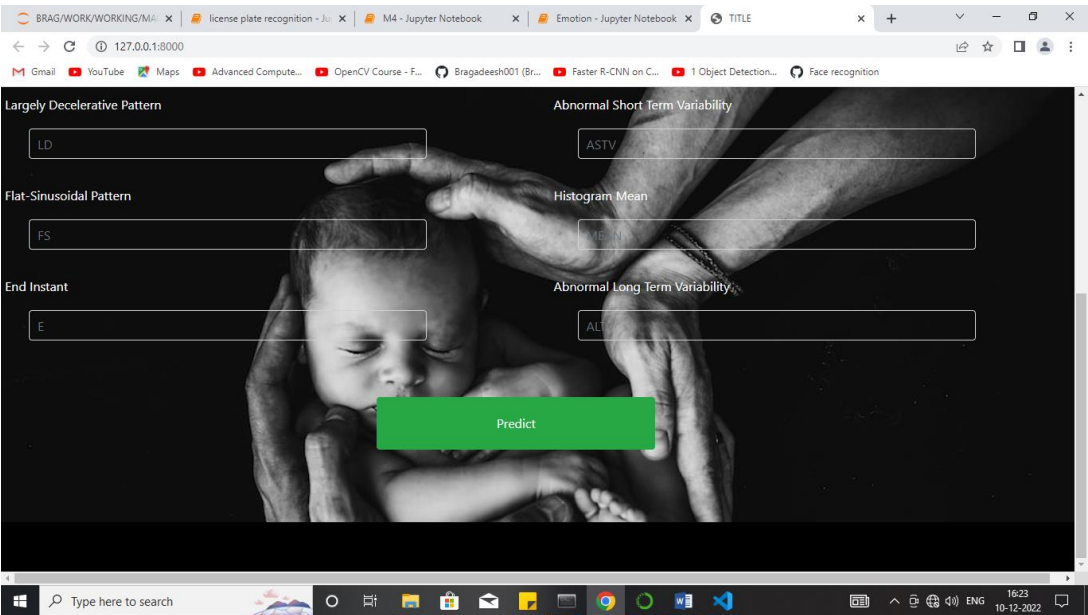 BRAG/WORK/WORKING/MA
license plate recognition - Ju
M4 - Jupyter Notebook
Emotion - Jupyter Notebook
TITLE
127.0.0.1:8000
Gmail
YouTube
Maps
Advanced Compute...
OpenCV Course - F...
Bragadeesh001 (Br...
Faster R-CNN on C...
1 Object Detection...
Face recognition
Largely Decelerative Pattern
Abnormal Short Term Variability
LD
ASTV
Flat-Sinusoidal Pattern
Histogram Mean
FS
MEAN
End Instant
Abnormal Long Term Variability
E
ALT
Predict
Type here to search
ENG
16:23
10-12-2022